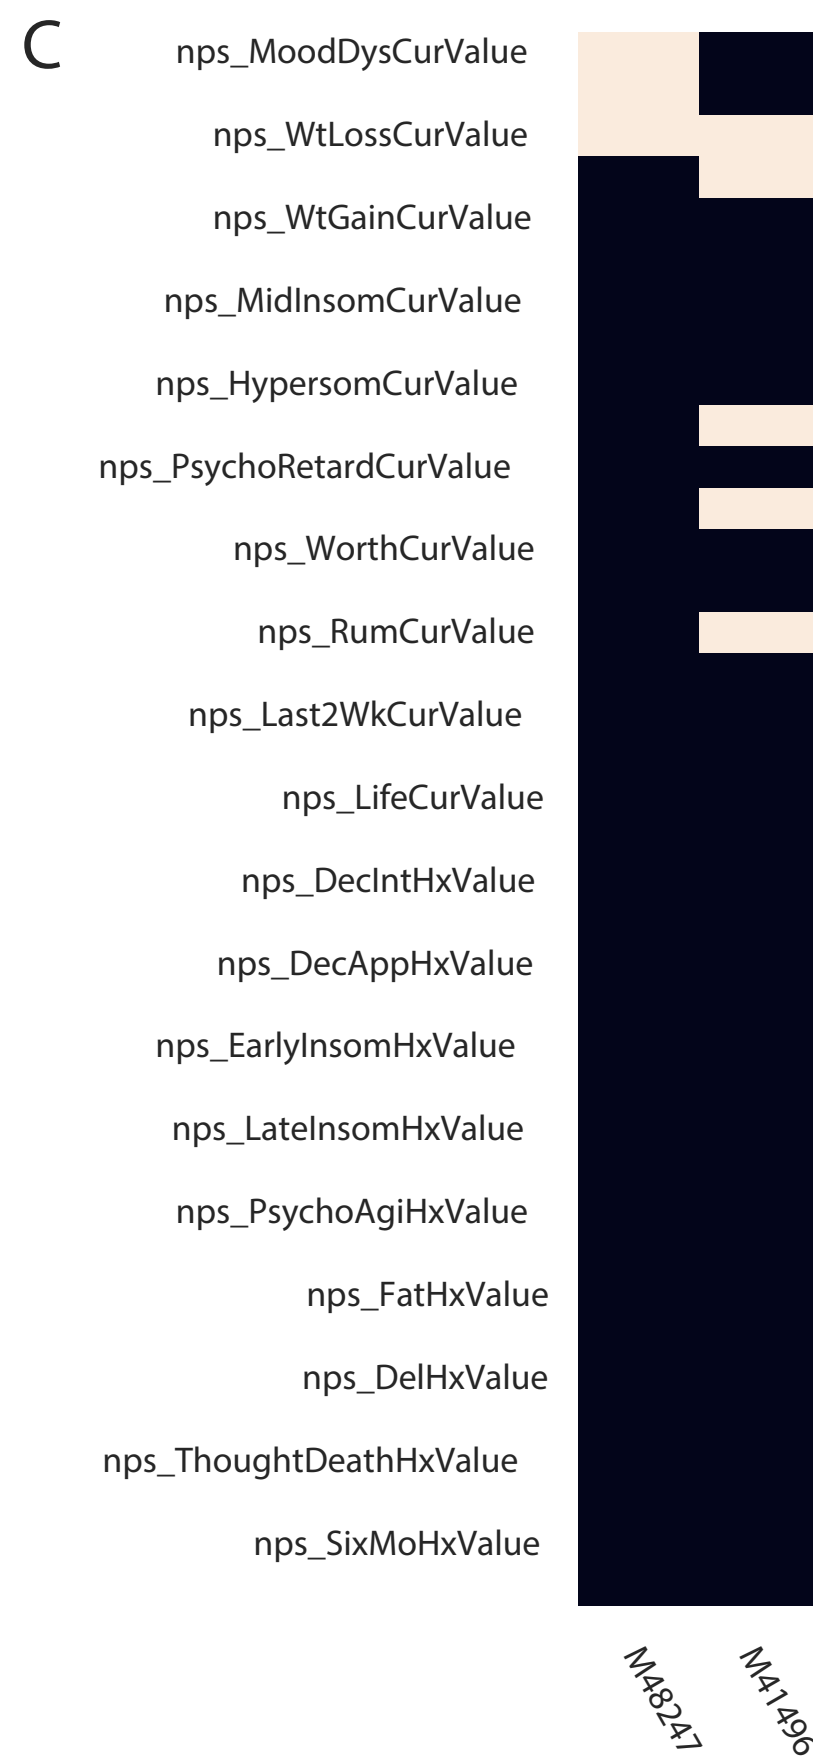 C
nps_MoodDysCurValue
nps_WtLossCurValue
nps_WtGainCurValue
nps_MidInsomCurValue
nps_HypersomCurValue
nps_PsychoRetardCurValue
nps_WorthCurValue
nps_RumCurValue
nps_Last2WkCurValue
nps_LifeCurValue
nps_DecIntHxValue
nps_DecAppHxValue
nps_EarlyInsomHxValue
nps_LateInsomHxValue
nps_PsychoAgiHxValue
nps_FatHxValue
nps_DelHxValue
nps_ThoughtDeathHxValue
nps_SixMoHxValue
M48247
M41496